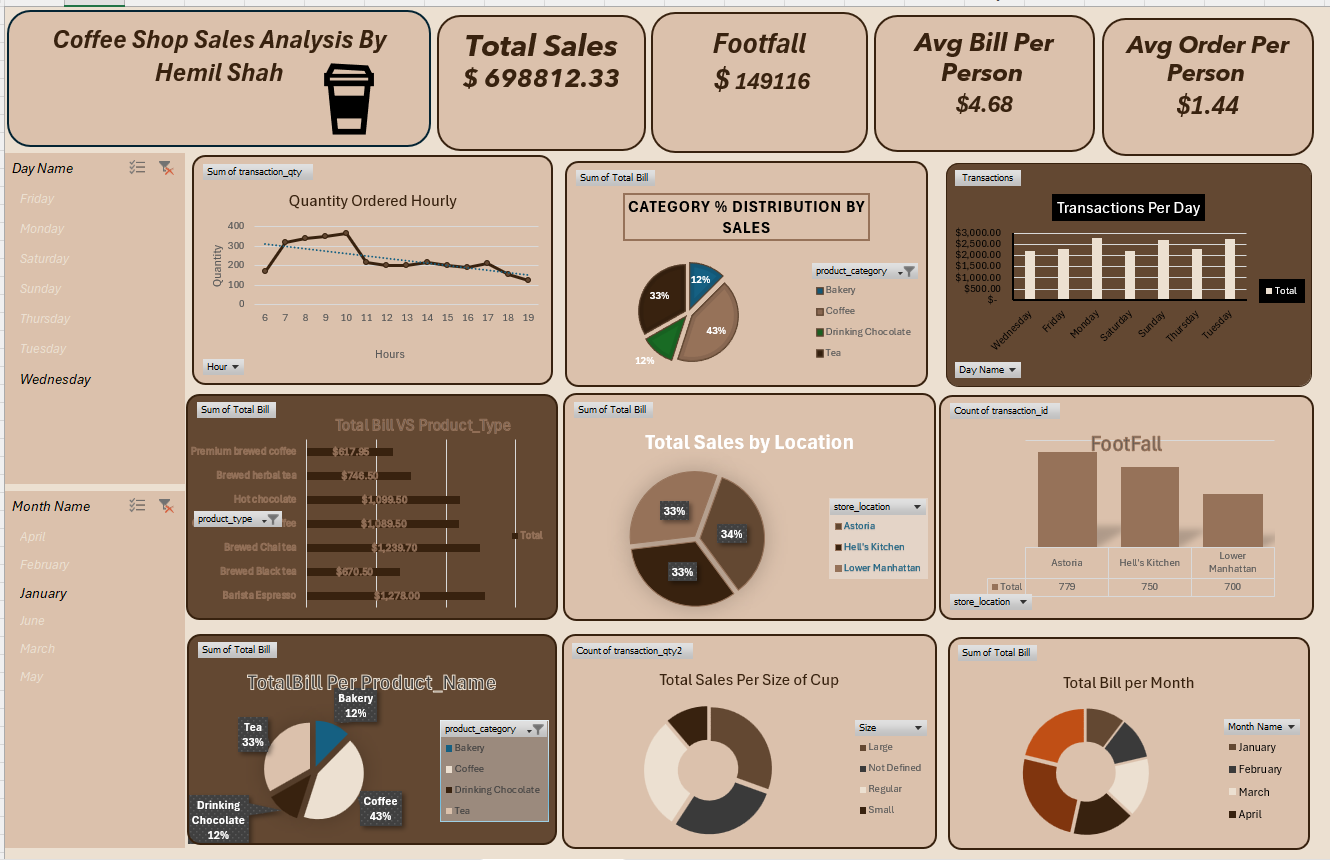 Coffee Shop Sales Analysis By
Hemil Shah
Total Sales
$ 698812.33
Footfall
$ 149116
Avg Bill Per
Person
$4.68
Avg Order Per
Person
$1.44
Day Name
Friday
Monday
Saturday
Sunday
Thursday
Tuesday
Wednesday
Month Name
April
February
January
June
March
May
Sum of transaction_qty
Quantity Ordered Hourly
Quantity
400
300
200
100
0
6 7 8 9 10 11 12 13 14 15 16 17 18 19
Hours
Hour
Sum of Total Bill
CATEGORY % DISTRIBUTION BY
SALES
12%
33%
43%
12%
product_category
Bakery
Coffee
Drinking Chocolate
Tea
Transactions
Transactions Per Day
$3,000.00
$2,500.00
$2,000.00
$1,500.00
$1,000.00
$500.00
$-
Wednesday Friday Monday Saturday Sunday Thursday Tuesday
Total
Day Name
Sum of Total Bill
Total Bill VS Product_Type
Premium brewed coffee $617.95
Brewed herbal tea $746.50
Hot chocolate $1,099.50
product_type ffee $1,089.50
Brewed Chai tea $1,239.70
Brewed Black tea $670.50
Barista Espresso $1,278.00
Total
Sum of Total Bill
Total Sales by Location
33%
34%
33%
store_location
Astoria
Hell's Kitchen
Lower Manhattan
Count of transaction_id
FootFall
Astoria Hell's Kitchen Lower
Manhattan
Total 779 750 700
store_location
Sum of Total Bill
TotalBill Per Product_Name
Bakery
12%
Tea
33%
Drinking
Chocolate
12%
Coffee
43%
product_category
Bakery
Coffee
Drinking Chocolate
Tea
Count of transaction_qty2
Total Sales Per Size of Cup
Size
Large
Not Defined
Regular
Small
Sum of Total Bill
Total Bill per Month
Month Name
January
February
March
April